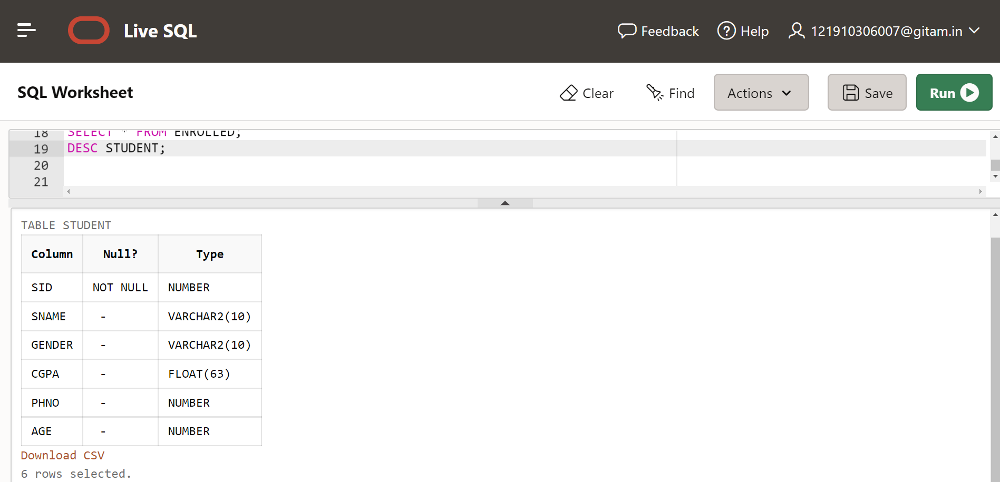 Live SQL Feedback Help 121910306007@gitam.in
SQL Worksheet Clear Find Actions Save Run
18 SELECT * FROM ENROLLED;
19 DESC STUDENT;
20
21
TABLE STUDENT
Column Null? Type
SID NOT NULL NUMBER
SNAME - VARCHAR2(10)
GENDER - VARCHAR2(10)
CGPA - FLOAT(63)
PHNO - NUMBER
AGE - NUMBER
Download CSV
6 rows selected.